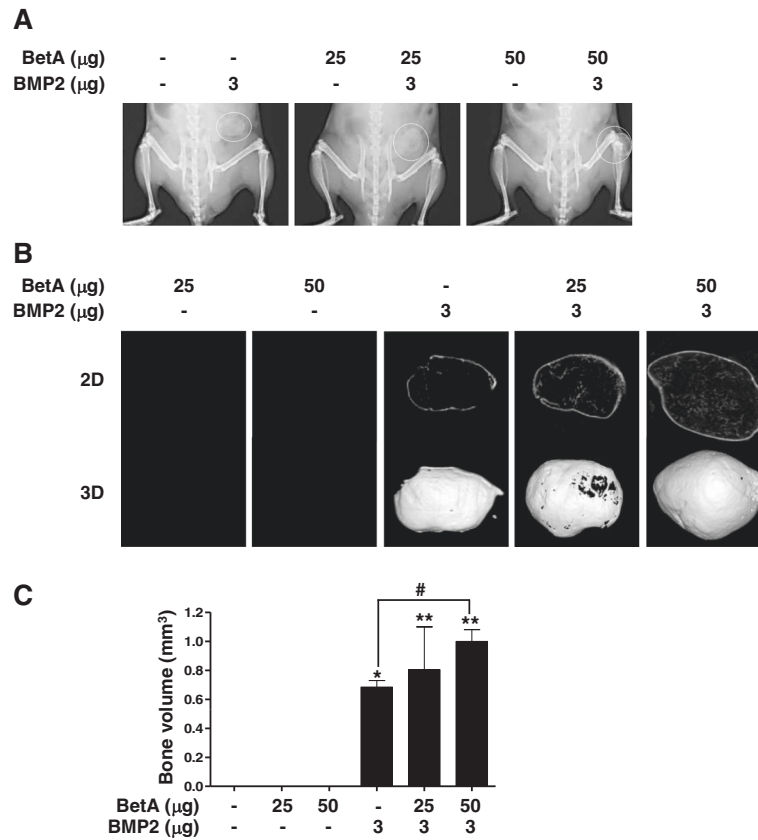 A
BetA (μg) - - 25 25 50 50
BMP2 (μg) - 3 - 3 - 3
B
BetA (μg) 25 50 - 25 50
BMP2 (μg) - - 3 3 3
2D
3D
C
#
Bone volume (mm³)
1.2
1.0
0.8
0.6
0.4
0.2
0.0
* ** **
BetA (μg) - 25 50 - 25 50
BMP2 (μg) - - - 3 3 3